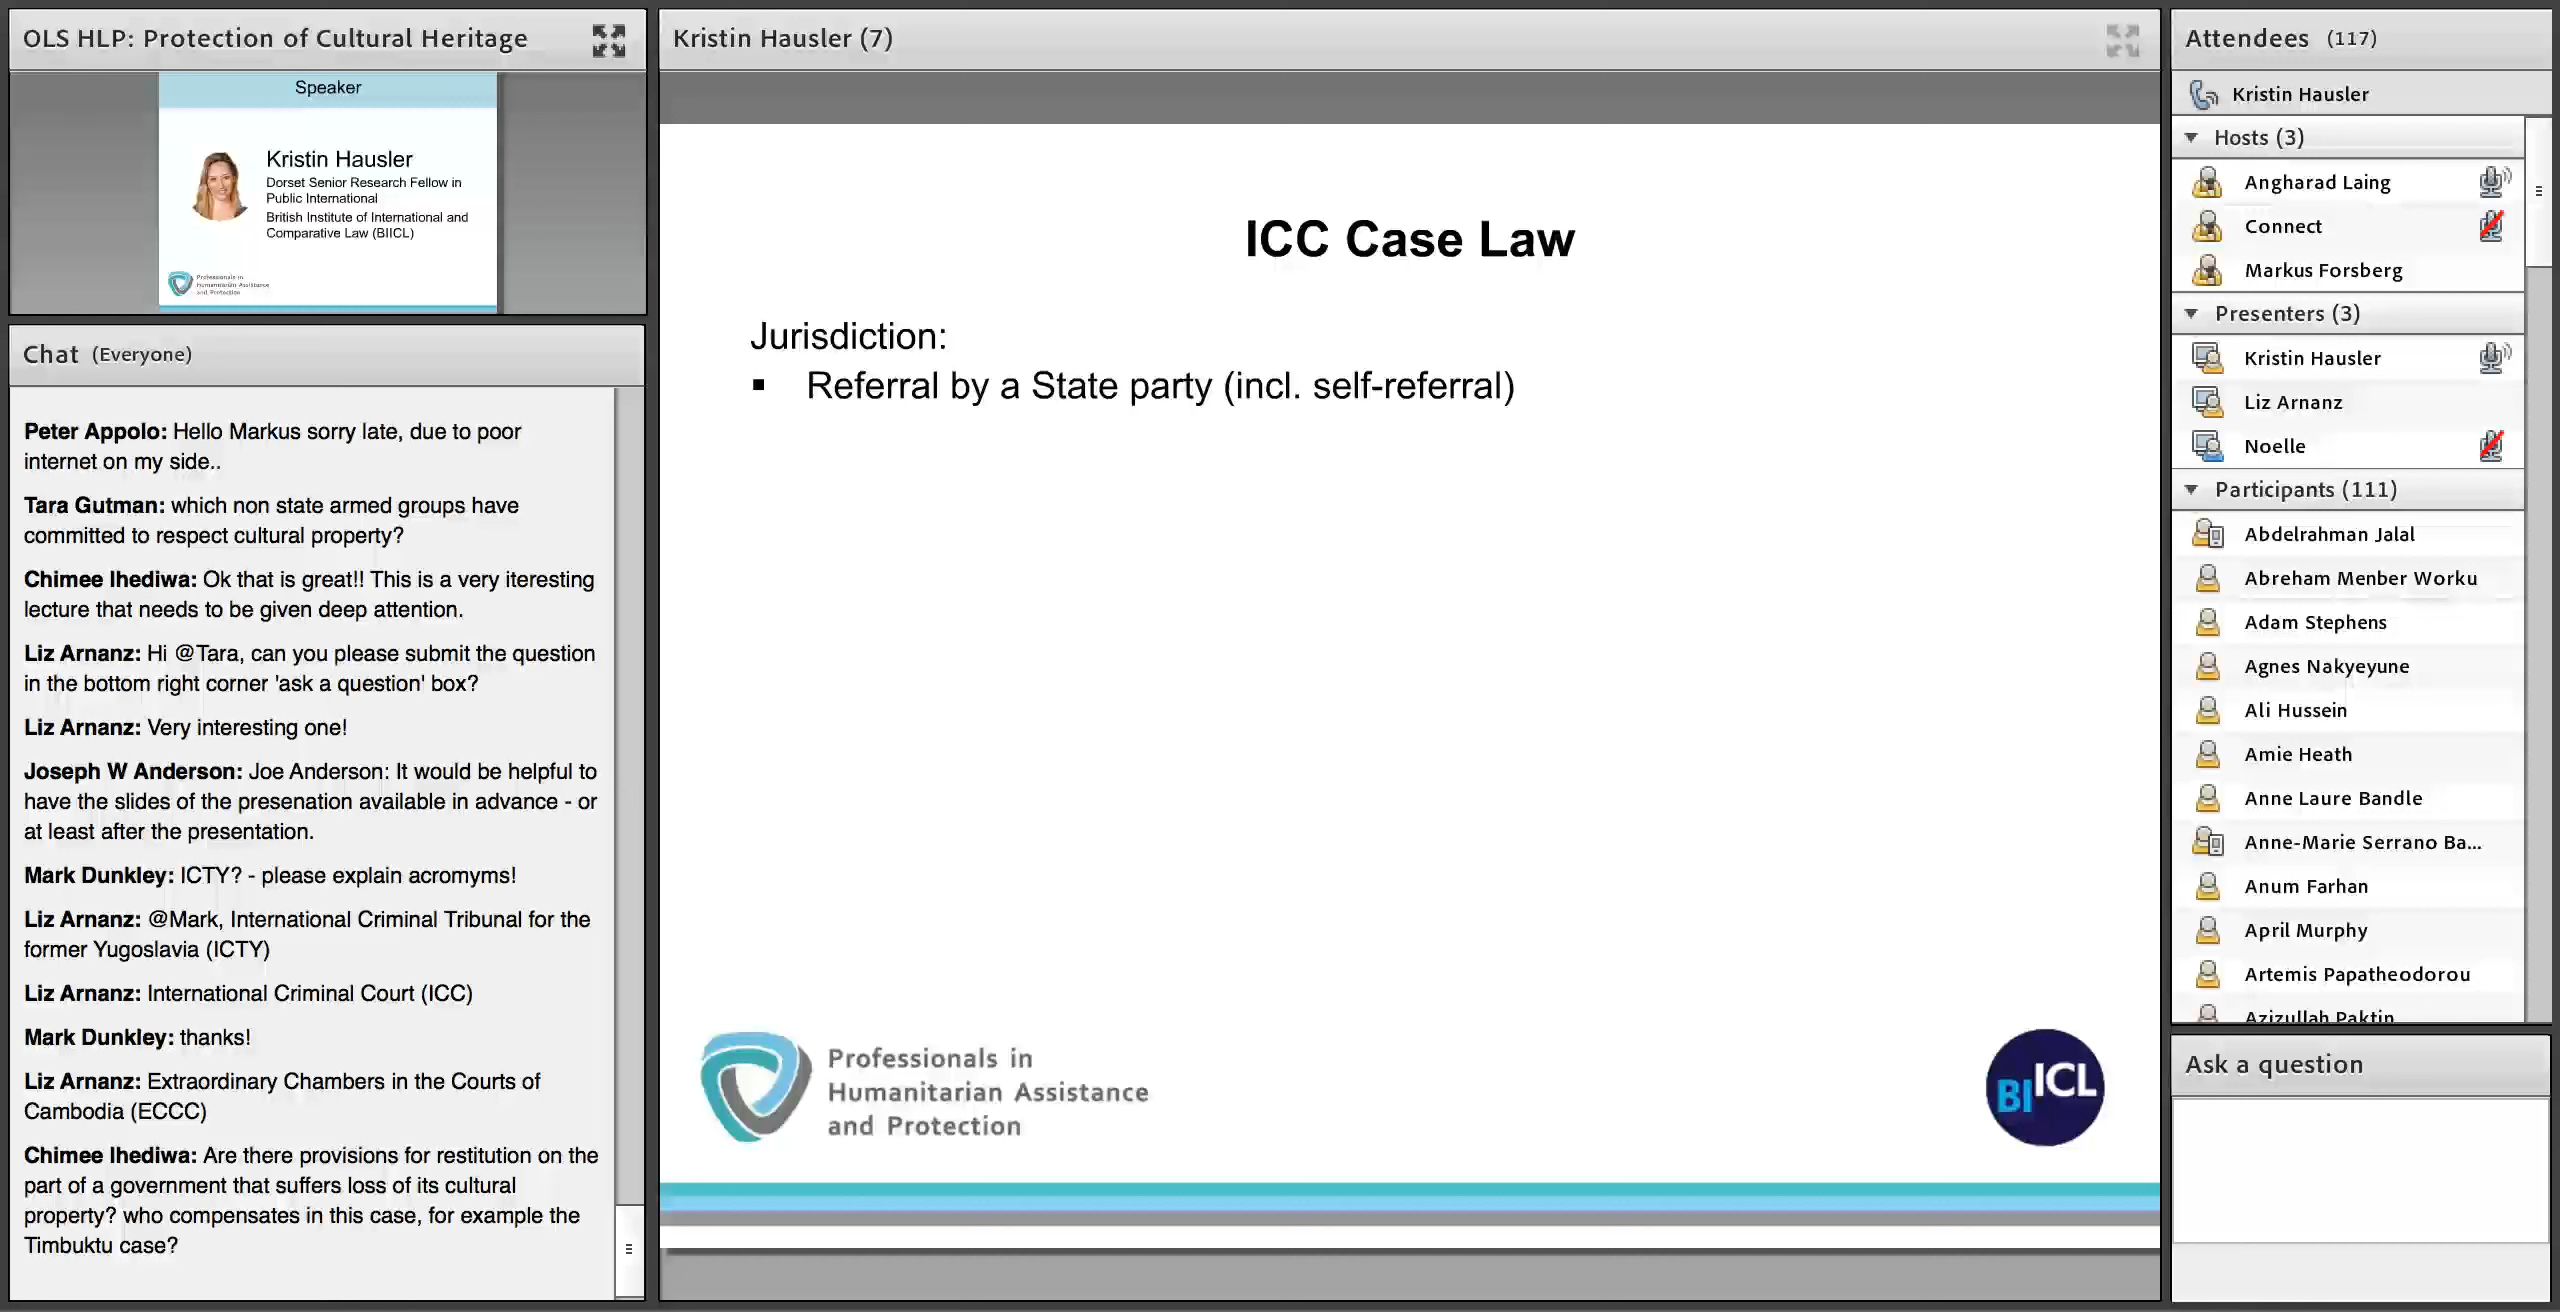 OLS HLP: Protection of Cultural Heritage
Speaker
Kristin Hausler
Dorset Senior Research Fellow in
Public International
British Institute of International and
Comparative Law (BIICL)
Professionals in
Humanitarian Assistance
and Protection
Chat (Everyone)
Peter Appolo: Hello Markus sorry late, due to poor
internet on my side..
Tara Gutman: which non state armed groups have
committed to respect cultural property?
Chimee Ihediwa: Ok that is great!! This is a very iteresting
lecture that needs to be given deep attention.
Liz Arnanz: Hi @Tara, can you please submit the question
in the bottom right corner 'ask a question' box?
Liz Arnanz: Very interesting one!
Joseph W Anderson: Joe Anderson: It would be helpful to
have the slides of the presenation available in advance - or
at least after the presentation.
Mark Dunkley: ICTY? - please explain acromyms!
Liz Arnanz: @Mark, International Criminal Tribunal for the
former Yugoslavia (ICTY)
Liz Arnanz: International Criminal Court (ICC)
Mark Dunkley: thanks!
Liz Arnanz: Extraordinary Chambers in the Courts of
Cambodia (ECCC)
Chimee Ihediwa: Are there provisions for restitution on the
part of a government that suffers loss of its cultural
property? who compensates in this case, for example the
Timbuktu case?
Kristin Hausler (7)
ICC Case Law
Jurisdiction:
▪ Referral by a State party (incl. self-referral)
Professionals in
Humanitarian Assistance
and Protection
BIICL
Attendees (117)
Kristin Hausler
Hosts (3)
Angharad Laing
Connect
Markus Forsberg
Presenters (3)
Kristin Hausler
Liz Arnanz
Noelle
Participants (111)
Abdelrahman Jalal
Abreham Menber Worku
Adam Stephens
Agnes Nakyeyune
Ali Hussein
Amie Heath
Anne Laure Bandle
Anne-Marie Serrano Ba...
Anum Farhan
April Murphy
Artemis Papatheodorou
Azizullah Paktin
Ask a question